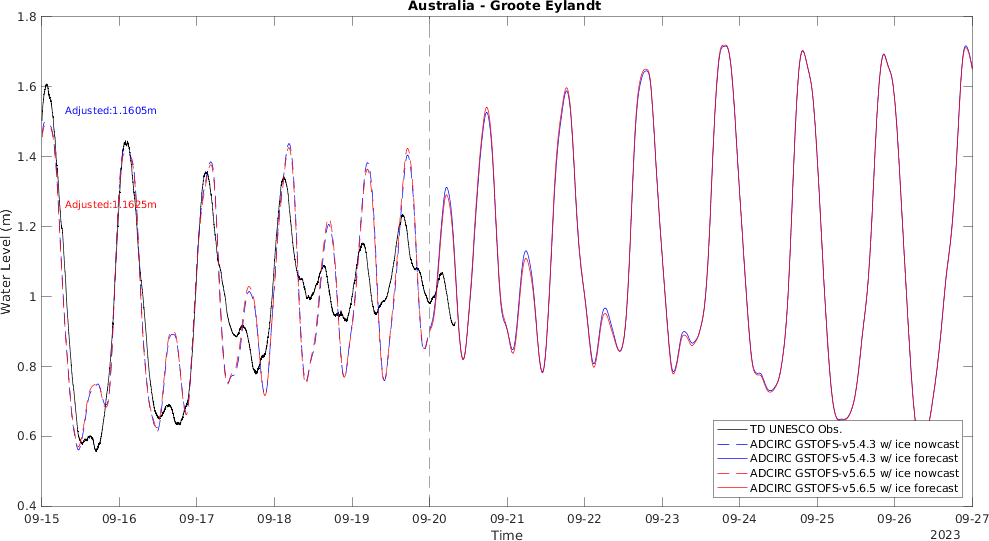 Australia - Groote Eylandt
1.8
1.6
1.4
1.2
1
0.8
0.6
0.4
Water Level (m)
Adjusted:1.1605m
Adjusted:1.1625m
TD UNESCO Obs.
ADCIRC GSTOFS-v5.4.3 w/ ice nowcast
ADCIRC GSTOFS-v5.4.3 w/ ice forecast
ADCIRC GSTOFS-v5.6.5 w/ ice nowcast
ADCIRC GSTOFS-v5.6.5 w/ ice forecast
09-15 09-16 09-17 09-18 09-19 09-20 09-21 09-22 09-23 09-24 09-25 09-26 09-27
Time
2023